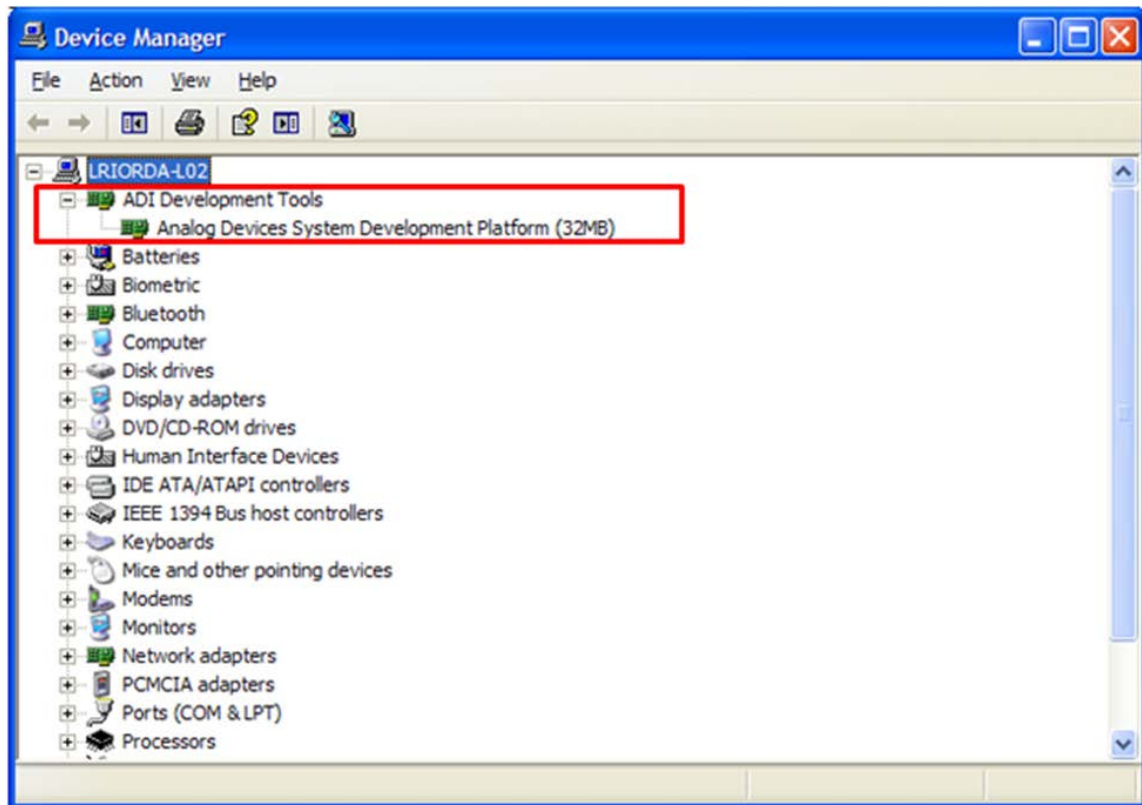 Device Manager
File Action View Help
LRIORDA-L02
ADI Development Tools
Analog Devices System Development Platform (32MB)
Batteries
Biometric
Bluetooth
Computer
Disk drives
Display adapters
DVD/CD-ROM drives
Human Interface Devices
IDE ATA/ATAPI controllers
IEEE 1394 Bus host controllers
Keyboards
Mice and other pointing devices
Modems
Monitors
Network adapters
PCMCIA adapters
Ports (COM & LPT)
Processors